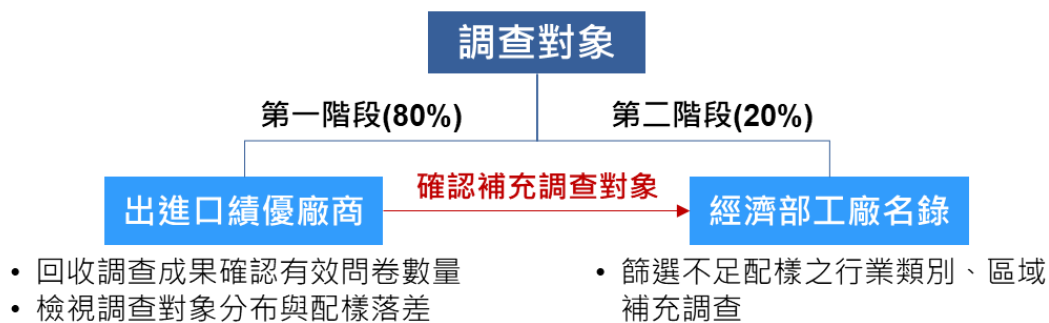 調查對象
第一階段(80%)
第二階段(20%)
出進口績優廠商
確認補充調查對象
經濟部工廠名錄
• 回收調查成果確認有效問卷數量
• 檢視調查對象分布與配樣落差
• 篩選不足配樣之行業類別、區域
補充調查